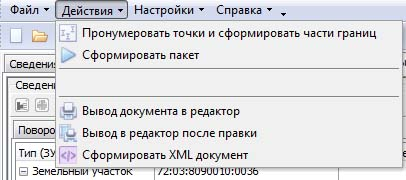 Файл Действия Настройки Справка
Пронумеровать точки и сформировать части границ
Сформировать пакет
Сведения
Сведени
Вывод документа в редактор
Вывод в редактор после правки
Поворо
Сформировать XML документ
Тип (ЗУ
Земельный участок 72:03:8090010:0036